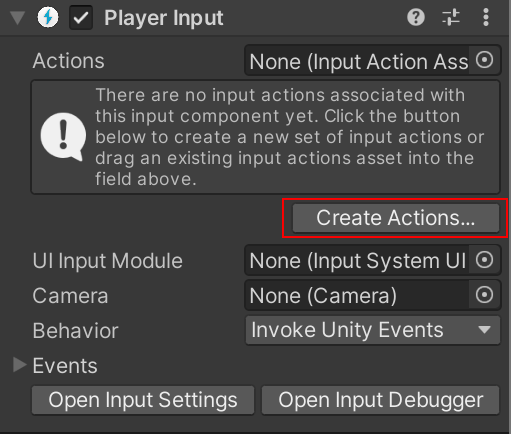 Player Input
Actions None (Input Action Ass
There are no input actions associated with
this input component yet. Click the button
below to create a new set of input actions or
drag an existing input actions asset into the
field above.
Create Actions...
UI Input Module None (Input System UI
Camera None (Camera)
Behavior Invoke Unity Events
Events
Open Input Settings Open Input Debugger